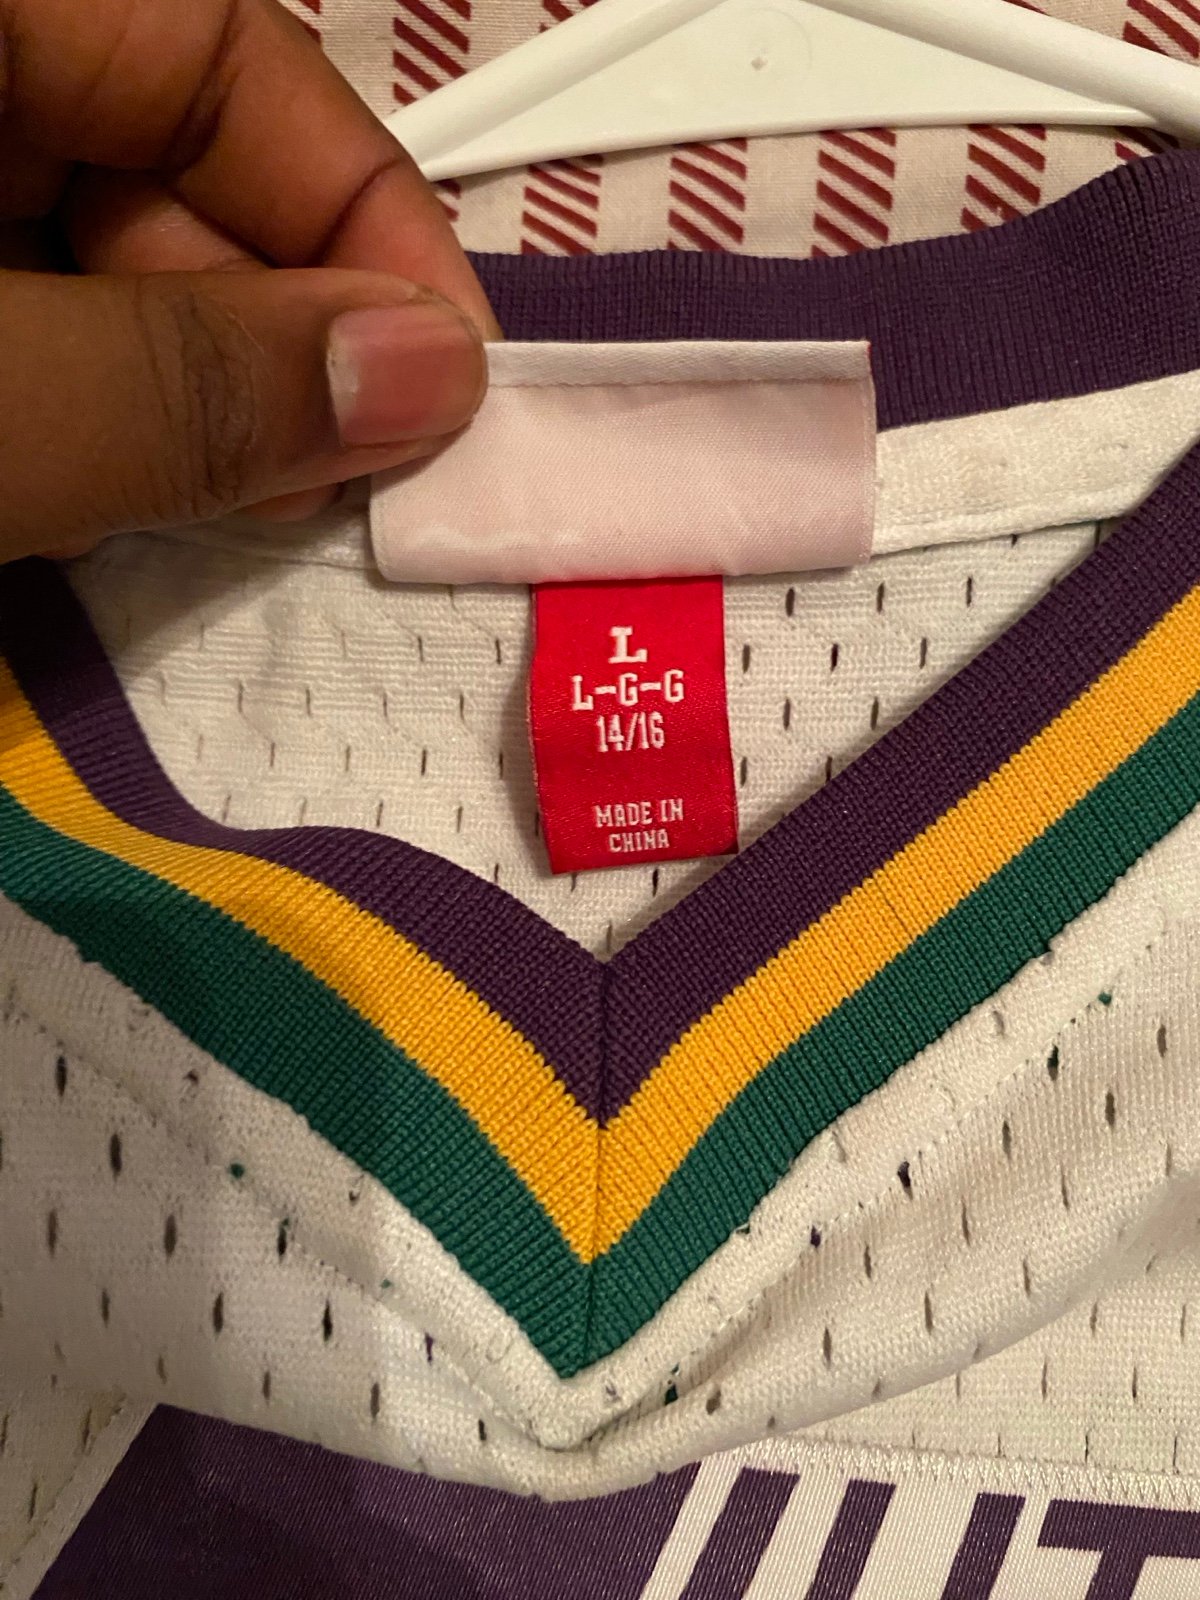 L
L-G-G
14/16
MADE IN
CHINA